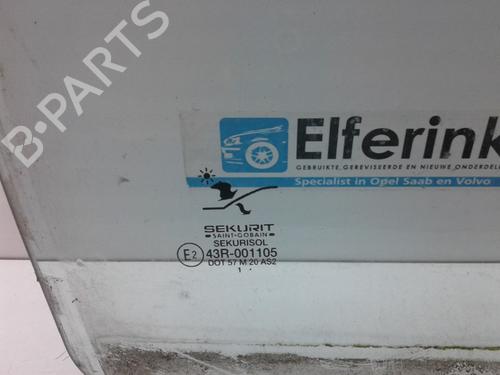 B-PARTS
Elferink
GEBRUIKTE, GEREVISEERDE EN NIEUWE ONDERDEL
Specialist in Opel Saab en Volvo
SEKURIT
SAINT-GOBAIN
SEKURISOL
E2 43R-001105
DOT 57 M 20 AS2